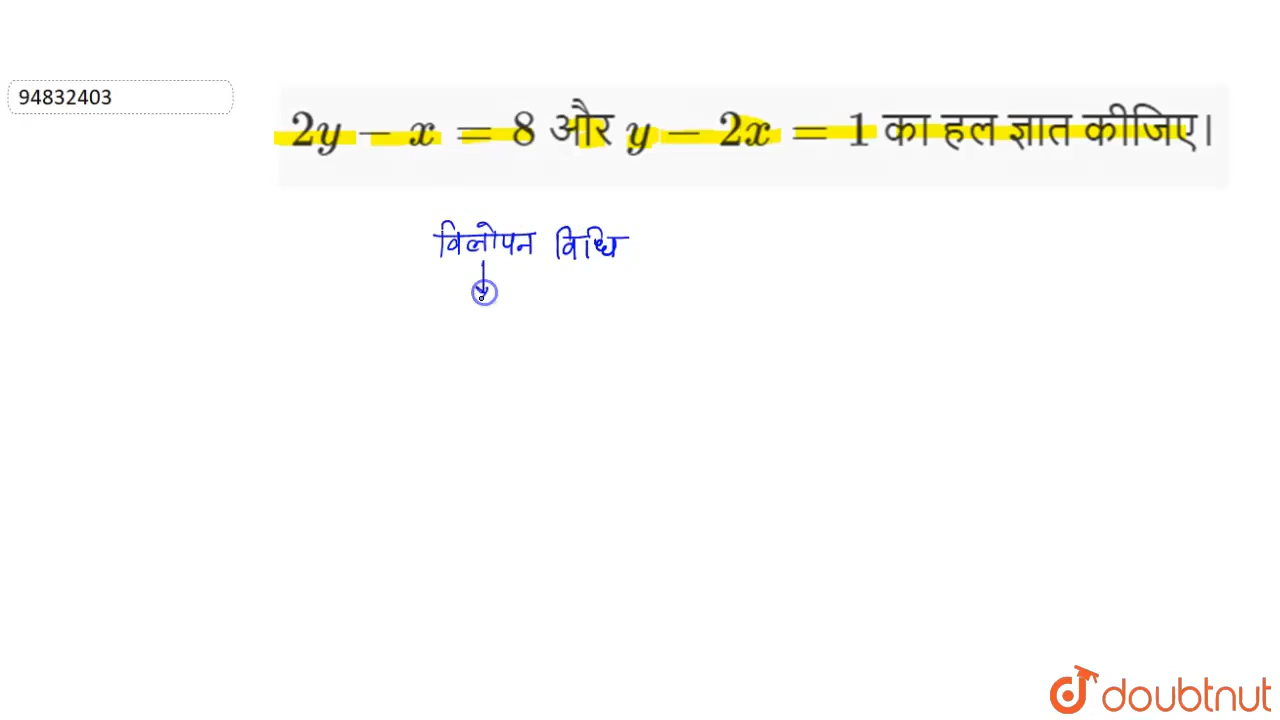 94832403
2y − x = 8 और y − 2x = 1 का हल ज्ञात कीजिए।
विलोपन विधि
doubtnut